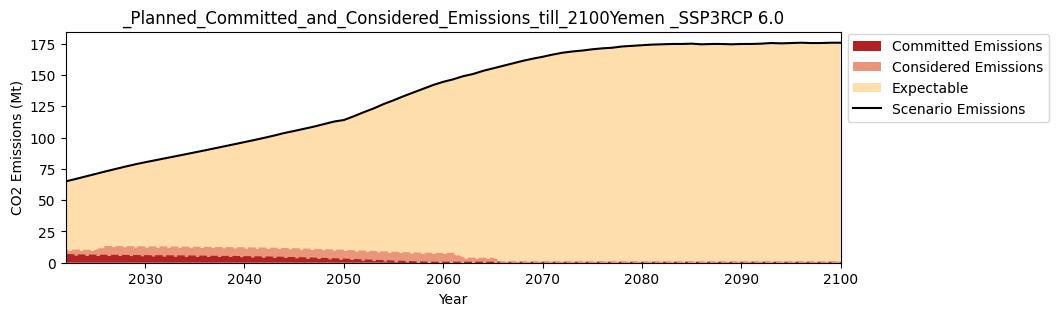 _Planned_Committed_and_Considered_Emissions_till_2100Yemen _SSP3RCP 6.0
175
150
125
100
75
50
25
0
CO2 Emissions (Mt)
2030
2040
2050
2060
2070
2080
2090
2100
Year
Committed Emissions
Considered Emissions
Expectable
Scenario Emissions